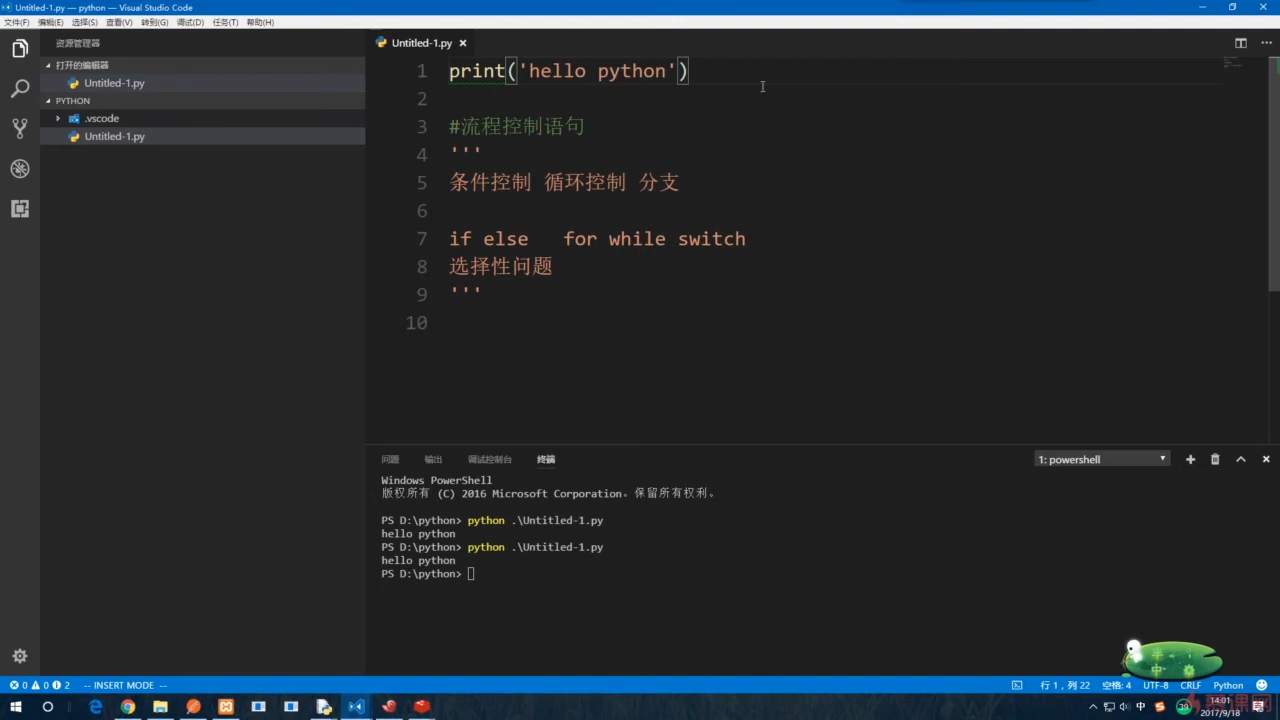 Untitled-1.py — python — Visual Studio Code
文件(F) 编辑(E) 选择(S) 查看(V) 转到(G) 调试(D) 任务(T) 帮助(H)
资源管理器
打开的编辑器
Untitled-1.py
PYTHON
.vscode
Untitled-1.py
Untitled-1.py
1 print('hello python')
2
3 #流程控制语句
4 '''
5 条件控制 循环控制 分支
6
7 if else   for while switch
8 选择性问题
9 '''
10
问题 输出 调试控制台 终端
1: powershell
Windows PowerShell
版权所有 (C) 2016 Microsoft Corporation。保留所有权利。
PS D:\python> python .\Untitled-1.py
hello python
PS D:\python> python .\Untitled-1.py
hello python
PS D:\python>
半
中
0 0 2 -- INSERT MODE --
行 1，列 22 空格: 4 UTF-8 CRLF Python
中
39
14:01
2017/9/18